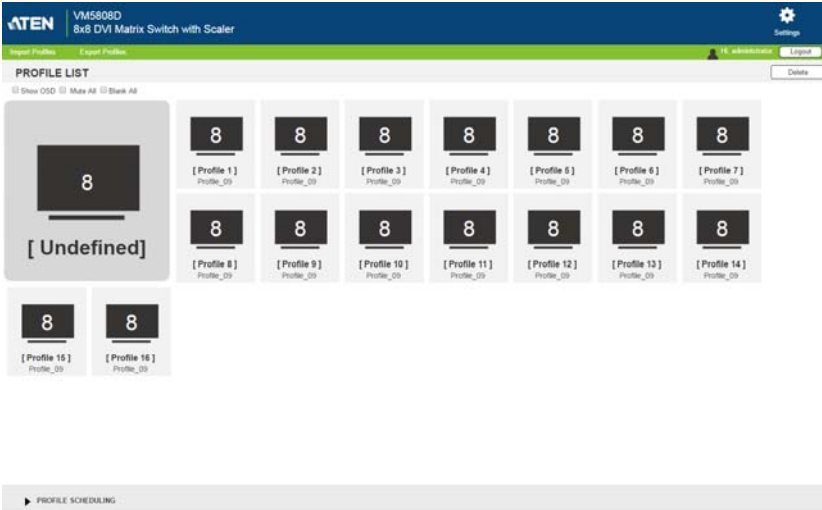 ATEN
VM5808D
8x8 DVI Matrix Switch with Scaler
Settings
Import Profiles Export Profiles
Hi, administrator Logout
PROFILE LIST
Delete
Show OSD Mute All Blank All
8
[ Undefined]
8 8 8 8 8 8 8
[ Profile 1 ] [ Profile 2 ] [ Profile 3 ] [ Profile 4 ] [ Profile 5 ] [ Profile 6 ] [ Profile 7 ]
Profile_09 Profile_09 Profile_09 Profile_09 Profile_09 Profile_09 Profile_09
8 8 8 8 8 8 8
[ Profile 8 ] [ Profile 9 ] [ Profile 10 ] [ Profile 11 ] [ Profile 12 ] [ Profile 13 ] [ Profile 14 ]
Profile_09 Profile_09 Profile_09 Profile_09 Profile_09 Profile_09 Profile_09
8 8
[ Profile 15 ] [ Profile 16 ]
Profile_09 Profile_09
PROFILE SCHEDULING